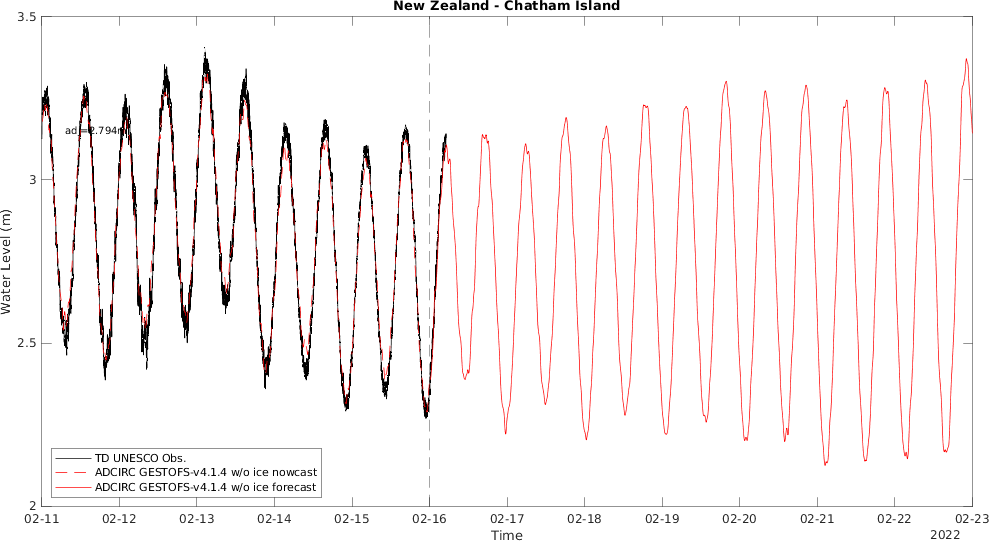 New Zealand - Chatham Island
3.5
3
2.5
2
Water Level (m)
ad =2.794m
TD UNESCO Obs.
ADCIRC GESTOFS-v4.1.4 w/o ice nowcast
ADCIRC GESTOFS-v4.1.4 w/o ice forecast
02-11 02-12 02-13 02-14 02-15 02-16 02-17 02-18 02-19 02-20 02-21 02-22 02-23
Time
2022